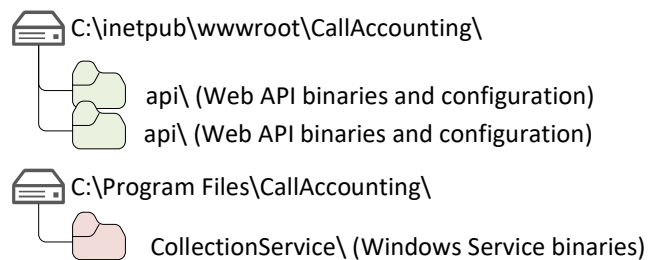 C:\inetpub\wwwroot\CallAccounting\
api\ (Web API binaries and configuration)
api\ (Web API binaries and configuration)
C:\Program Files\CallAccounting\
CollectionService\ (Windows Service binaries)